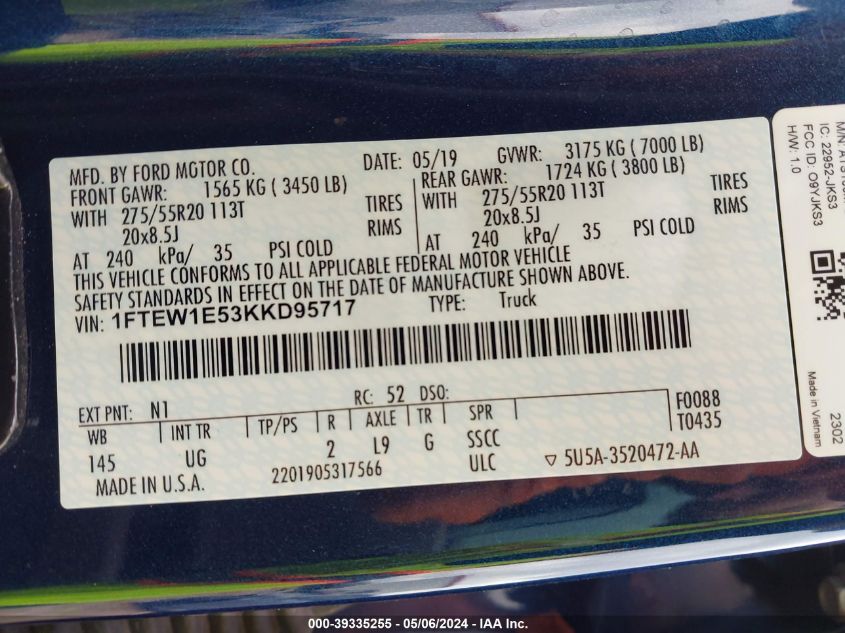 MFD. BY FORD MOTOR CO.
DATE: 05/19 GVWR: 3175 KG ( 7000 LB)
FRONT GAWR: 1565 KG ( 3450 LB)
REAR GAWR: 1724 KG ( 3800 LB)
WITH 275/55R20 113T TIRES
WITH 275/55R20 113T TIRES
20x8.5J RIMS
20x8.5J RIMS
AT 240 kPa/ 35 PSI COLD
AT 240 kPa/ 35 PSI COLD
THIS VEHICLE CONFORMS TO ALL APPLICABLE FEDERAL MOTOR VEHICLE
SAFETY STANDARDS IN EFFECT ON THE DATE OF MANUFACTURE SHOWN ABOVE.
VIN: 1FTEW1E53KKD95717 TYPE: Truck
EXT PNT: N1 RC: 52 DSO: F0088
WB INT TR TP/PS R AXLE TR SPR T0435
145 UG 2 L9 G SSCC
MADE IN U.S.A. 2201905317566 ULC ▽ 5U5A-3520472-AA
IC: 22952-JKS3
FCC ID: O9YJKS3
H/W: 1.0
Made in Vietnam
2302
000-39335255 - 05/06/2024 - IAA Inc.